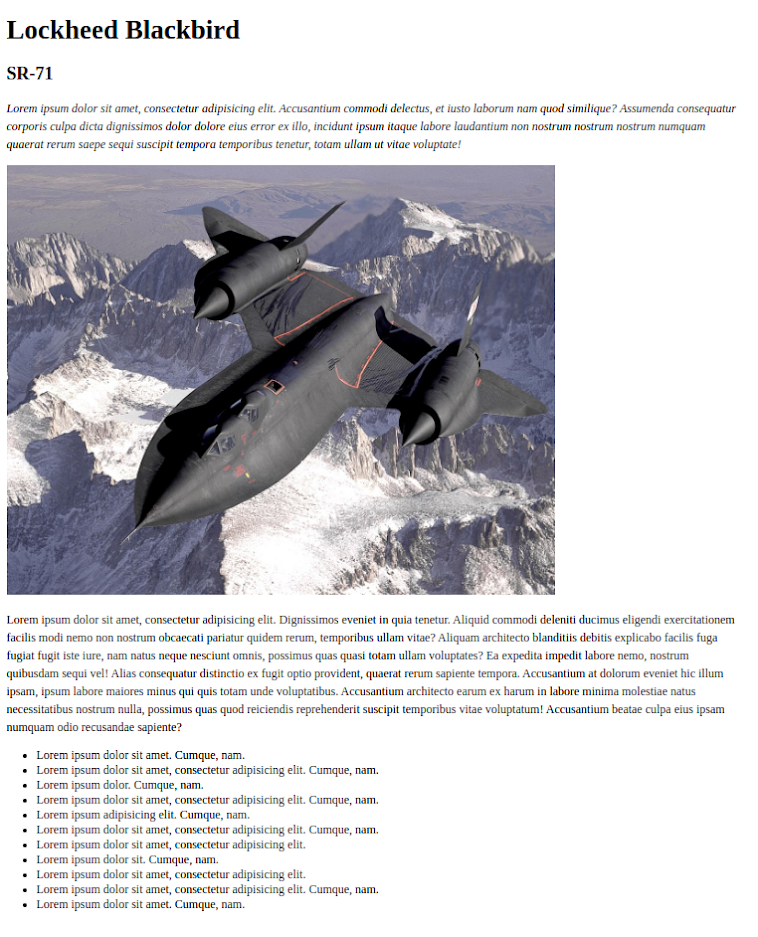 Lockheed Blackbird
SR-71
Lorem ipsum dolor sit amet, consectetur adipisicing elit. Accusantium commodi delectus, et iusto laborum nam quod similique? Assumenda consequatur
corporis culpa dicta dignissimos dolor dolore eius error ex illo, incidunt ipsum itaque labore laudantium non nostrum nostrum nostrum numquam
quaerat rerum saepe sequi suscipit tempora temporibus tenetur, totam ullam ut vitae voluptate!
Lorem ipsum dolor sit amet, consectetur adipisicing elit. Dignissimos eveniet in quia tenetur. Aliquid commodi deleniti ducimus eligendi exercitationem
facilis modi nemo non nostrum obcaecati pariatur quidem rerum, temporibus ullam vitae? Aliquam architecto blanditiis debitis explicabo facilis fuga
fugiat fugit iste iure, nam natus neque nesciunt omnis, possimus quas quasi totam ullam voluptates? Ea expedita impedit labore nemo, nostrum
quibusdam sequi vel! Alias consequatur distinctio ex fugit optio provident, quaerat rerum sapiente tempora. Accusantium at dolorum eveniet hic illum
ipsam, ipsum labore maiores minus qui quis totam unde voluptatibus. Accusantium architecto earum ex harum in labore minima molestiae natus
necessitatibus nostrum nulla, possimus quas quod reiciendis reprehenderit suscipit temporibus vitae voluptatum! Accusantium beatae culpa eius ipsam
numquam odio recusandae sapiente?
• Lorem ipsum dolor sit amet. Cumque, nam.
• Lorem ipsum dolor sit amet, consectetur adipisicing elit. Cumque, nam.
• Lorem ipsum dolor. Cumque, nam.
• Lorem ipsum dolor sit amet, consectetur adipisicing elit. Cumque, nam.
• Lorem ipsum adipisicing elit. Cumque, nam.
• Lorem ipsum dolor sit amet, consectetur adipisicing elit. Cumque, nam.
• Lorem ipsum dolor sit amet, consectetur adipisicing elit.
• Lorem ipsum dolor sit. Cumque, nam.
• Lorem ipsum dolor sit amet, consectetur adipisicing elit.
• Lorem ipsum dolor sit amet, consectetur adipisicing elit. Cumque, nam.
• Lorem ipsum dolor sit amet. Cumque, nam.